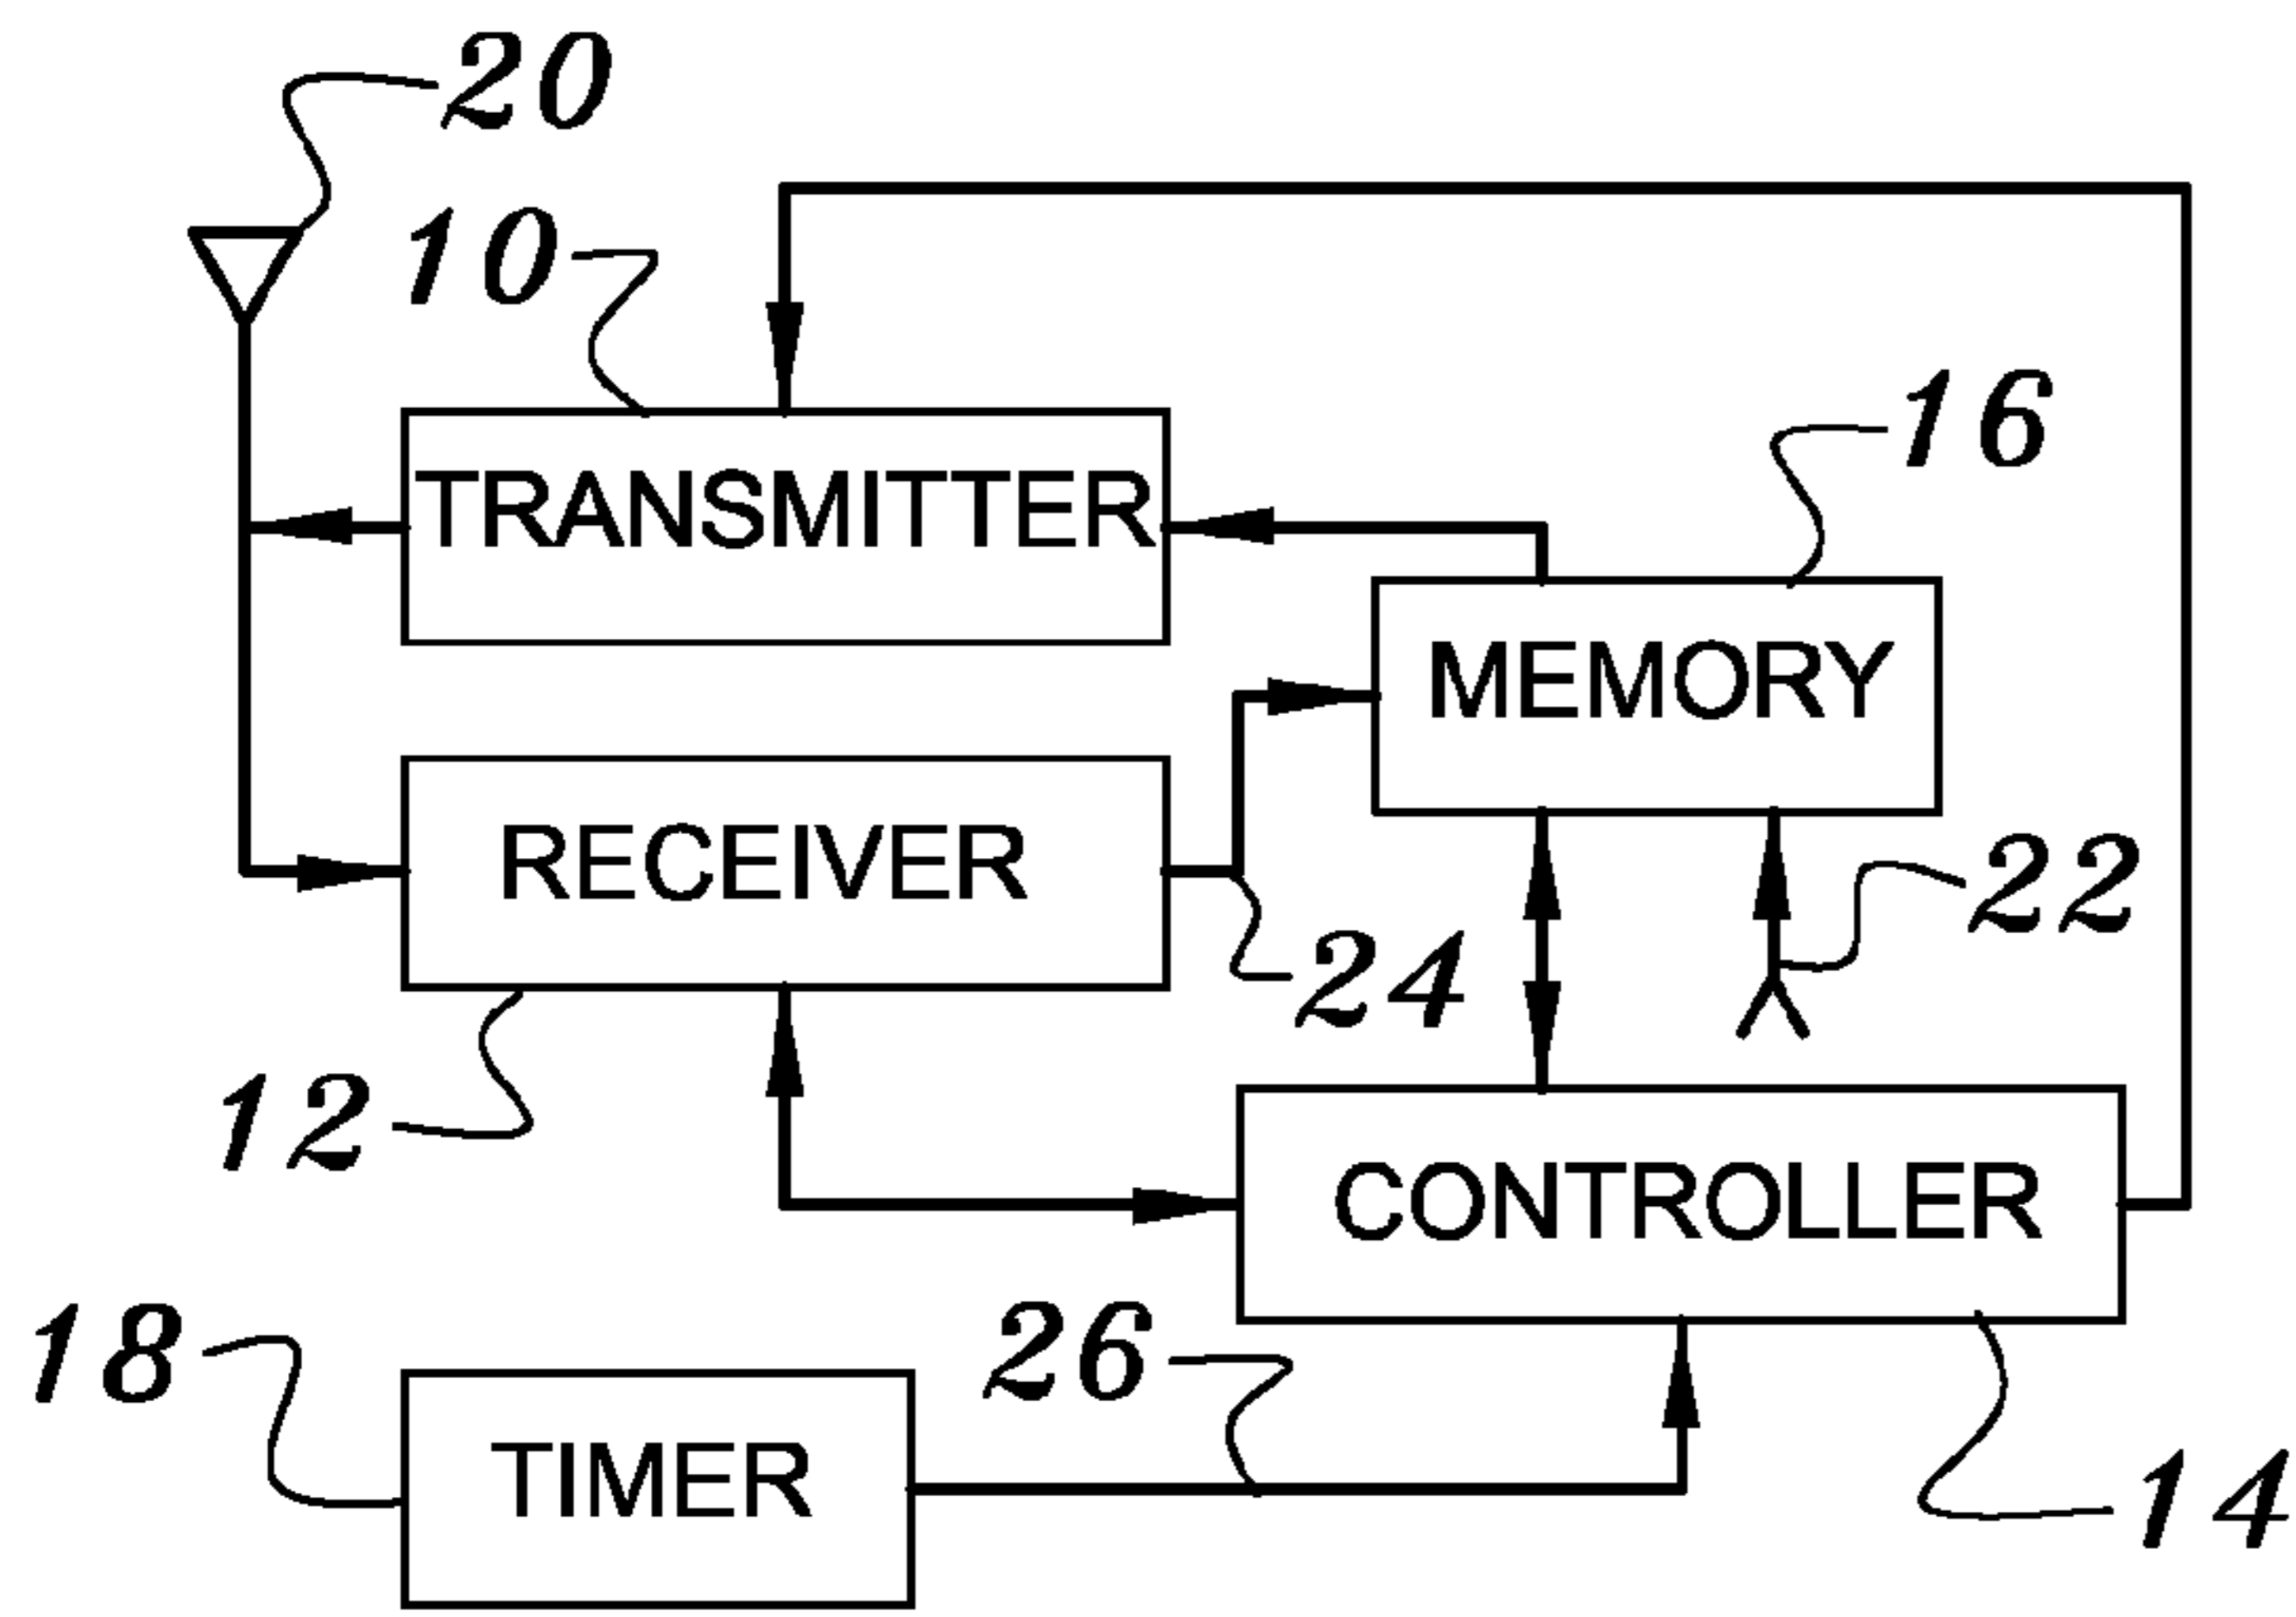 20
10
16
TRANSMITTER
MEMORY
RECEIVER
22
24
12
CONTROLLER
18
26
TIMER
14